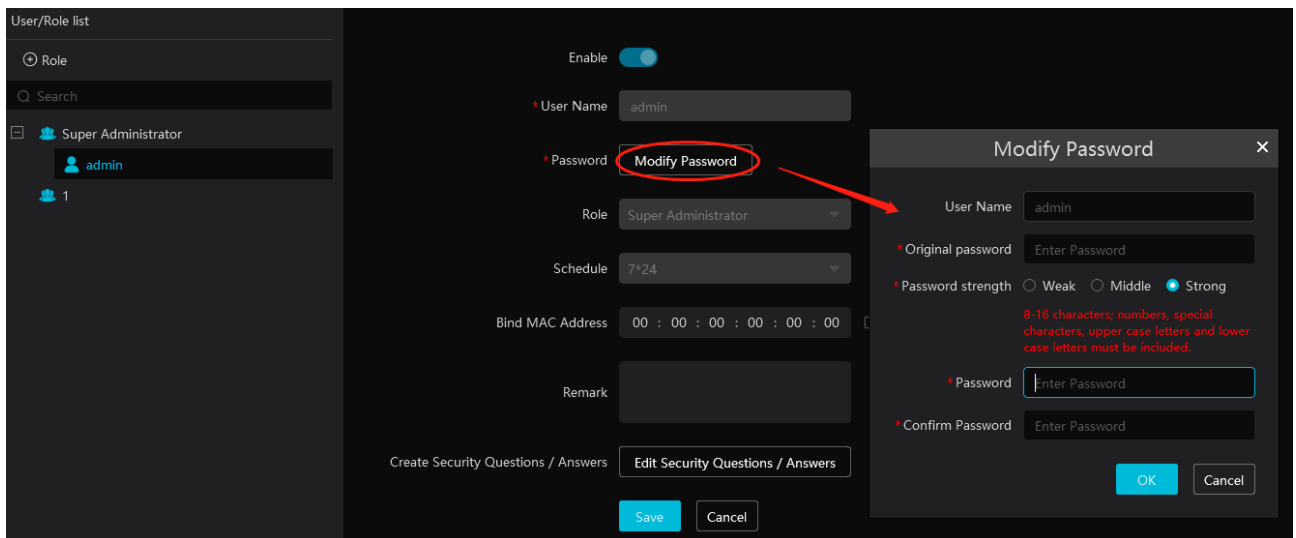 User/Role list
Role
Search
Super Administrator
admin
1
Enable
* User Name admin
* Password Modify Password
Role Super Administrator
Schedule 7*24
Bind MAC Address 00 : 00 : 00 : 00 : 00 : 00
Remark
Create Security Questions / Answers Edit Security Questions / Answers
Save Cancel
Modify Password ×
User Name admin
* Original password Enter Password
* Password strength Weak Middle Strong
8-16 characters; numbers, special
characters, upper case letters and lower
case letters must be included.
* Password Enter Password
* Confirm Password Enter Password
OK Cancel